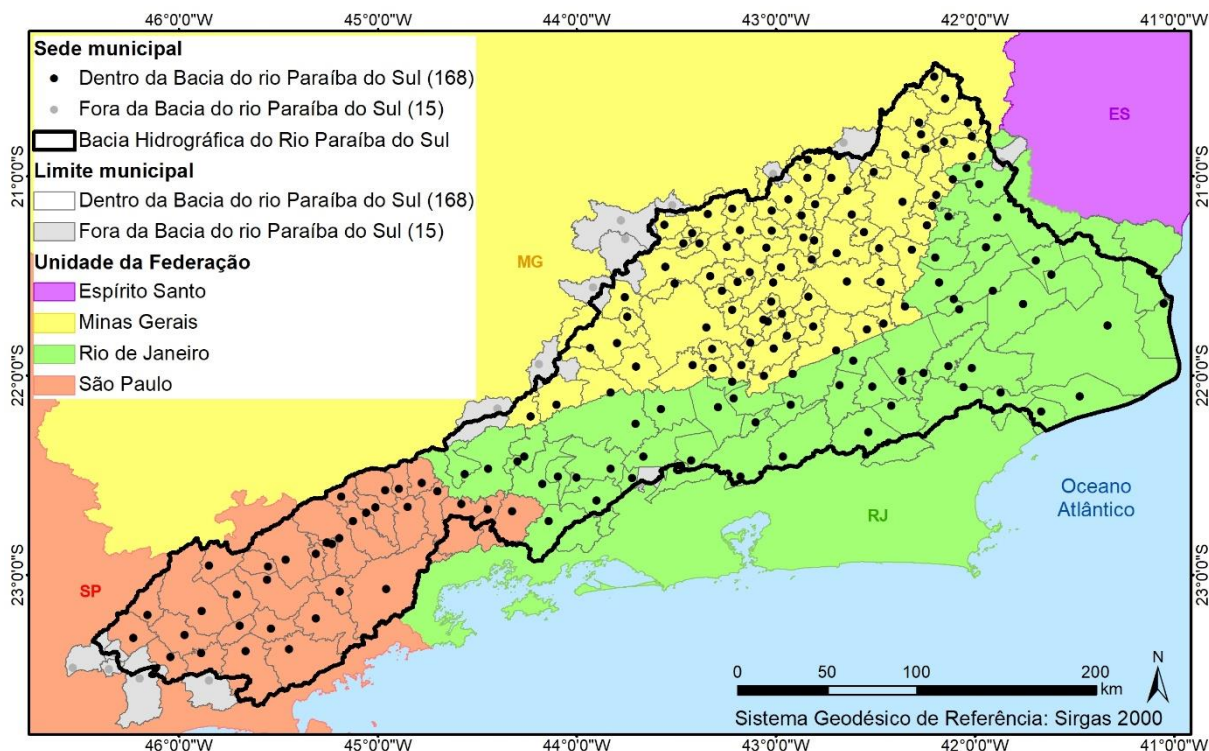 46°0'0"W 45°0'0"W 44°0'0"W 43°0'0"W 42°0'0"W 41°0'0"W
Sede municipal
Dentro da Bacia do rio Paraíba do Sul (168)
Fora da Bacia do rio Paraíba do Sul (15)
Bacia Hidrográfica do Rio Paraíba do Sul
Limite municipal
Dentro da Bacia do rio Paraíba do Sul (168)
Fora da Bacia do rio Paraíba do Sul (15)
Unidade da Federação
Espírito Santo
Minas Gerais
Rio de Janeiro
São Paulo
ES
MG
SP
RJ
Oceano
Atlântico
21°0'0"S
22°0'0"S
23°0'0"S
21°0'0"S
22°0'0"S
23°0'0"S
N
0 50 100 200
km
Sistema Geodésico de Referência: Sirgas 2000
46°0'0"W 45°0'0"W 44°0'0"W 43°0'0"W 42°0'0"W 41°0'0"W